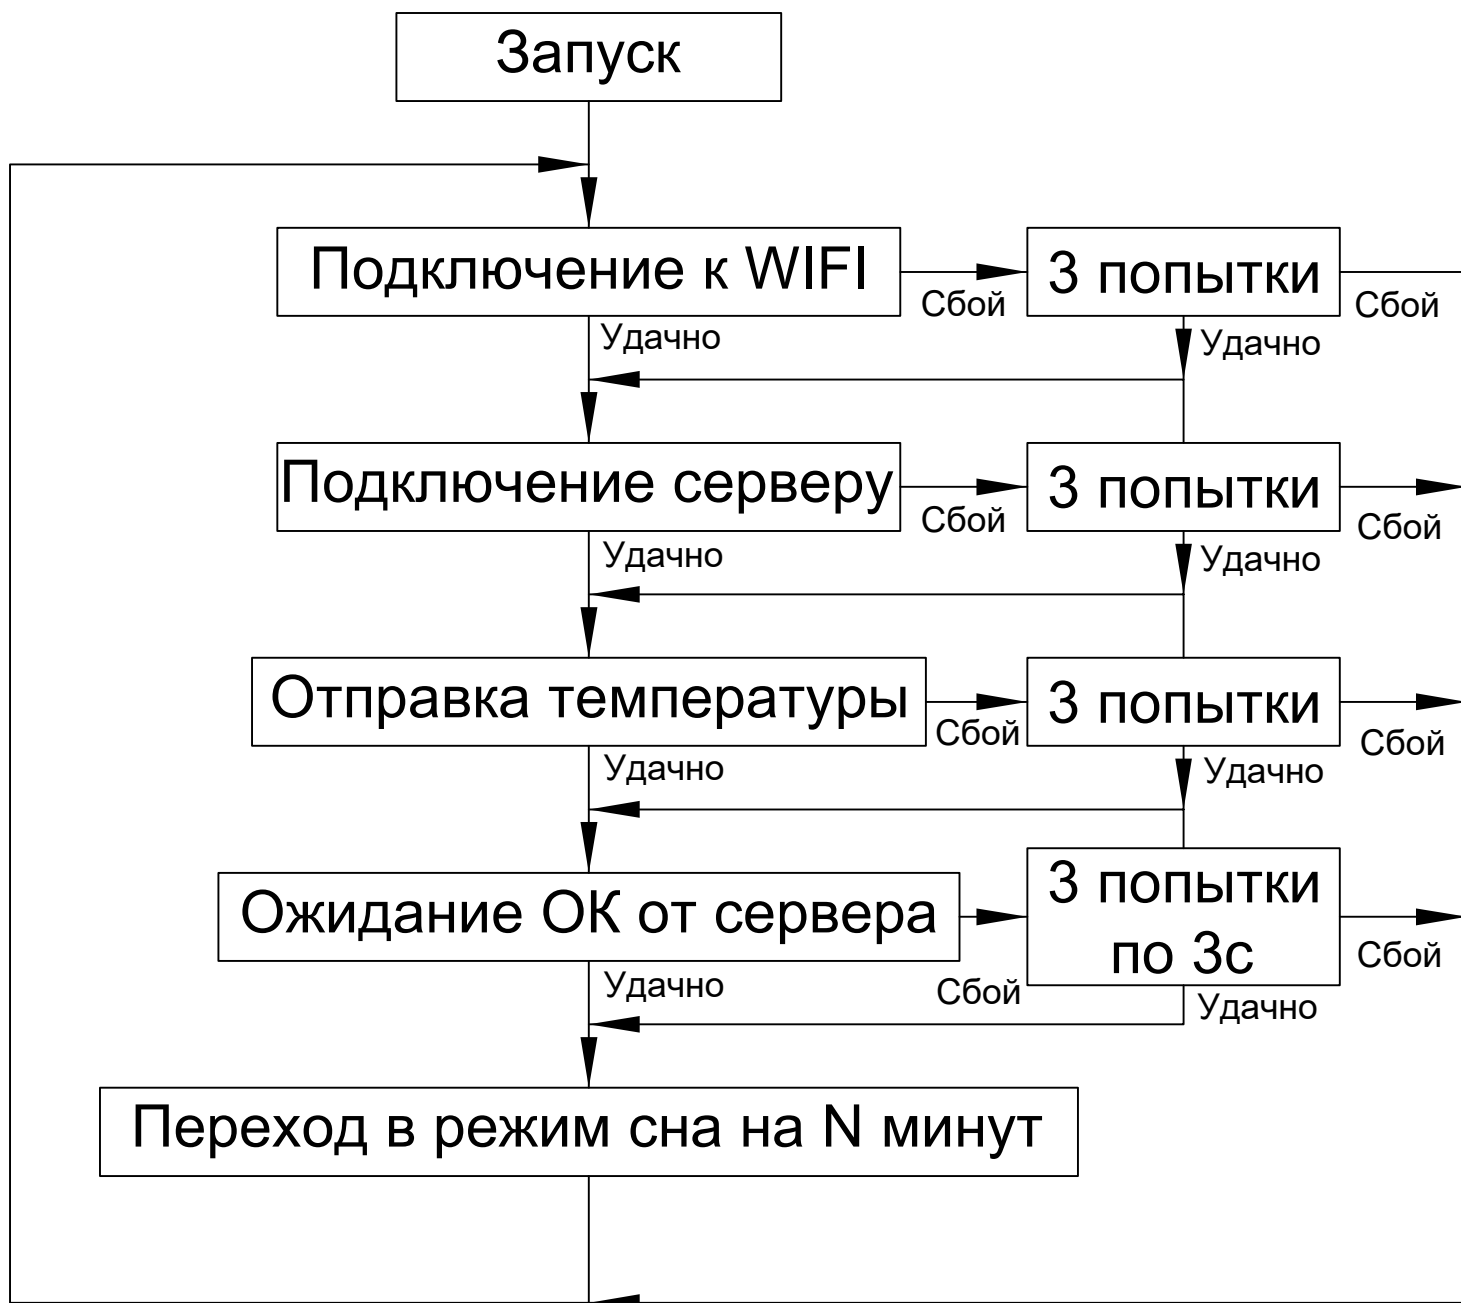 Запуск
Подключение к WIFI
Сбой
3 попытки
Сбой
Удачно
Удачно
Подключение серверу
Сбой
3 попытки
Сбой
Удачно
Удачно
Отправка температуры
Сбой
3 попытки
Сбой
Удачно
Удачно
Ожидание ОК от сервера
Сбой
3 попытки
по 3с
Сбой
Удачно
Удачно
Переход в режим сна на N минут